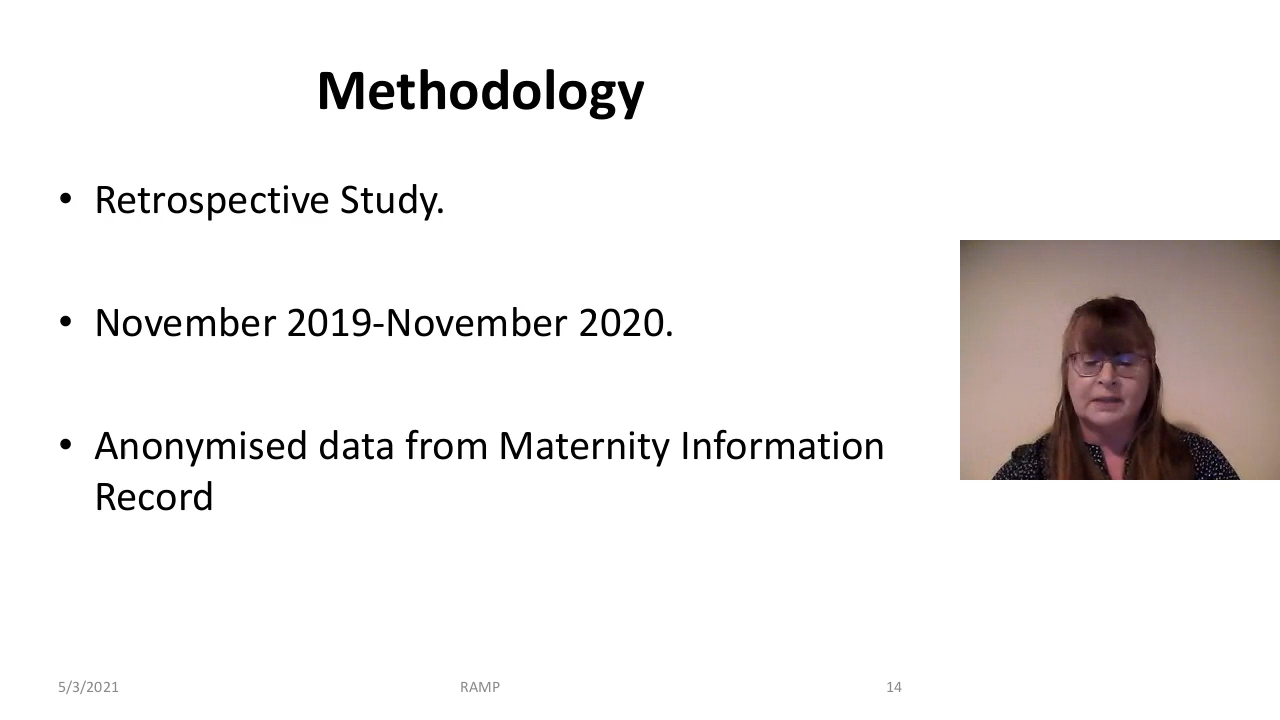 Methodology
• Retrospective Study.
• November 2019-November 2020.
• Anonymised data from Maternity Information
Record
5/3/2021 RAMP 14